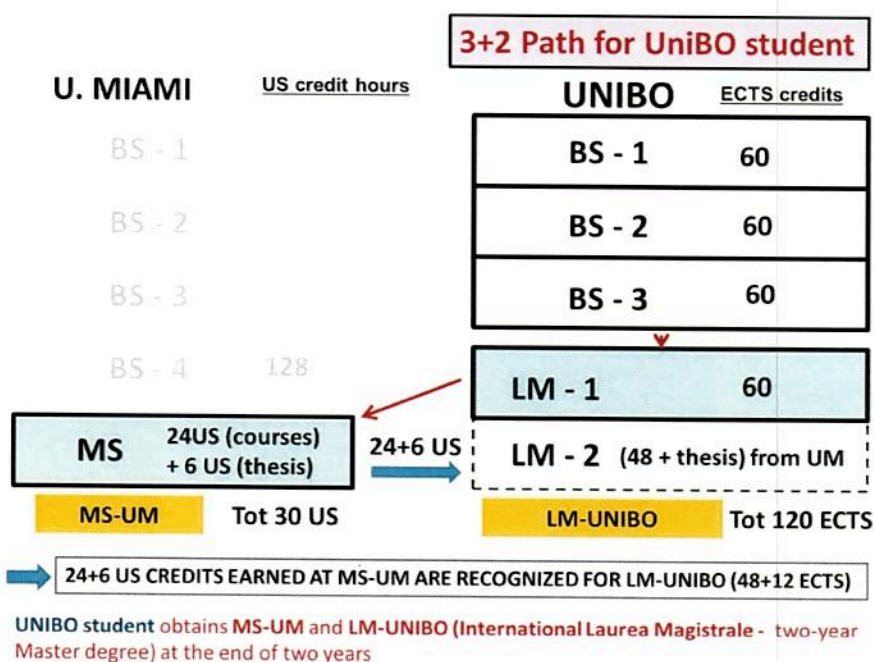 3+2 Path for UniBO student
U. MIAMI US credit hours
UNIBO ECTS credits
BS - 1
BS - 1 60
BS - 2
BS - 2 60
BS - 3
BS - 3 60
BS - 4 128
LM - 1 60
MS 24US (courses)
+ 6 US (thesis)
24+6 US
LM - 2 (48 + thesis) from UM
MS-UM Tot 30 US
LM-UNIBO Tot 120 ECTS
24+6 US CREDITS EARNED AT MS-UM ARE RECOGNIZED FOR LM-UNIBO (48+12 ECTS)
UNIBO student obtains MS-UM and LM-UNIBO (International Laurea Magistrale - two-year
Master degree) at the end of two years